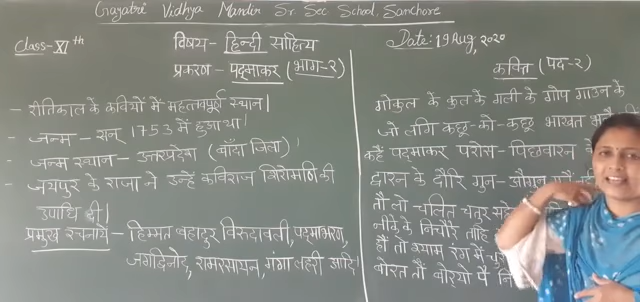 Gayatri Vidhya Mandir Sr Sec School, Sanchore
Class-XI th
Date: 19 Aug, 2020
विषय- हिन्दी साहित्य
प्रकरण- पद्माकर (भाग-२)
- रीतिकाल के कवियों में महत्वपूर्ण स्थान।
- जन्म - सन् 1753 में हुआ था।
- जन्म स्थान - उत्तरप्रदेश (बाँदा जिला)।
- जयपुर के राजा ने उन्हें कविराज शिरोमणि की
उपाधि दी।
प्रमुख रचनायें - हिम्मत बहादुर विरुदावली, पद्माभरण,
जगद्विनोद, रामरसायन, गंगा लहरी आदि।
कवित्त (पद-२)
गोकुल के कुल के गली के गोप गाउन के
जो लगि कछू-को-कछू भाखत भनै
कहैं पद्माकर परोस-पिछवारन के
द्वारन के दौरि गुन-औगुन गनैं
तौ लौं चलित चतुर
नीके कै निचोरे ताहि
हौं तौ स्याम रंग में
बोरत तौं बोर्यो पै